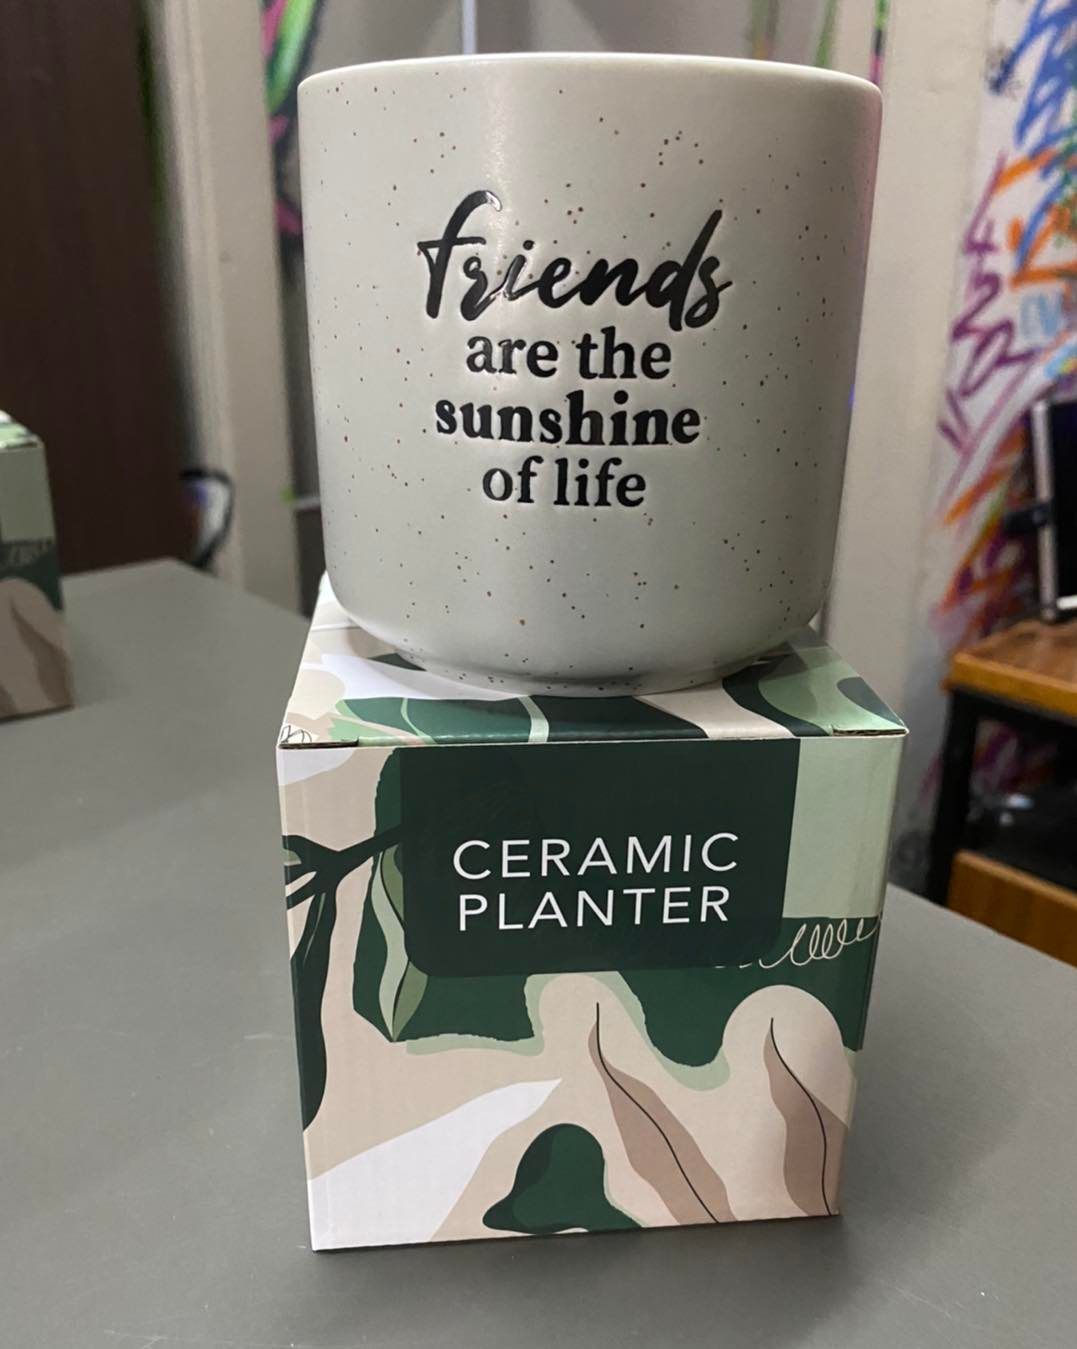 friends
are the
sunshine
of life
CERAMIC
PLANTER